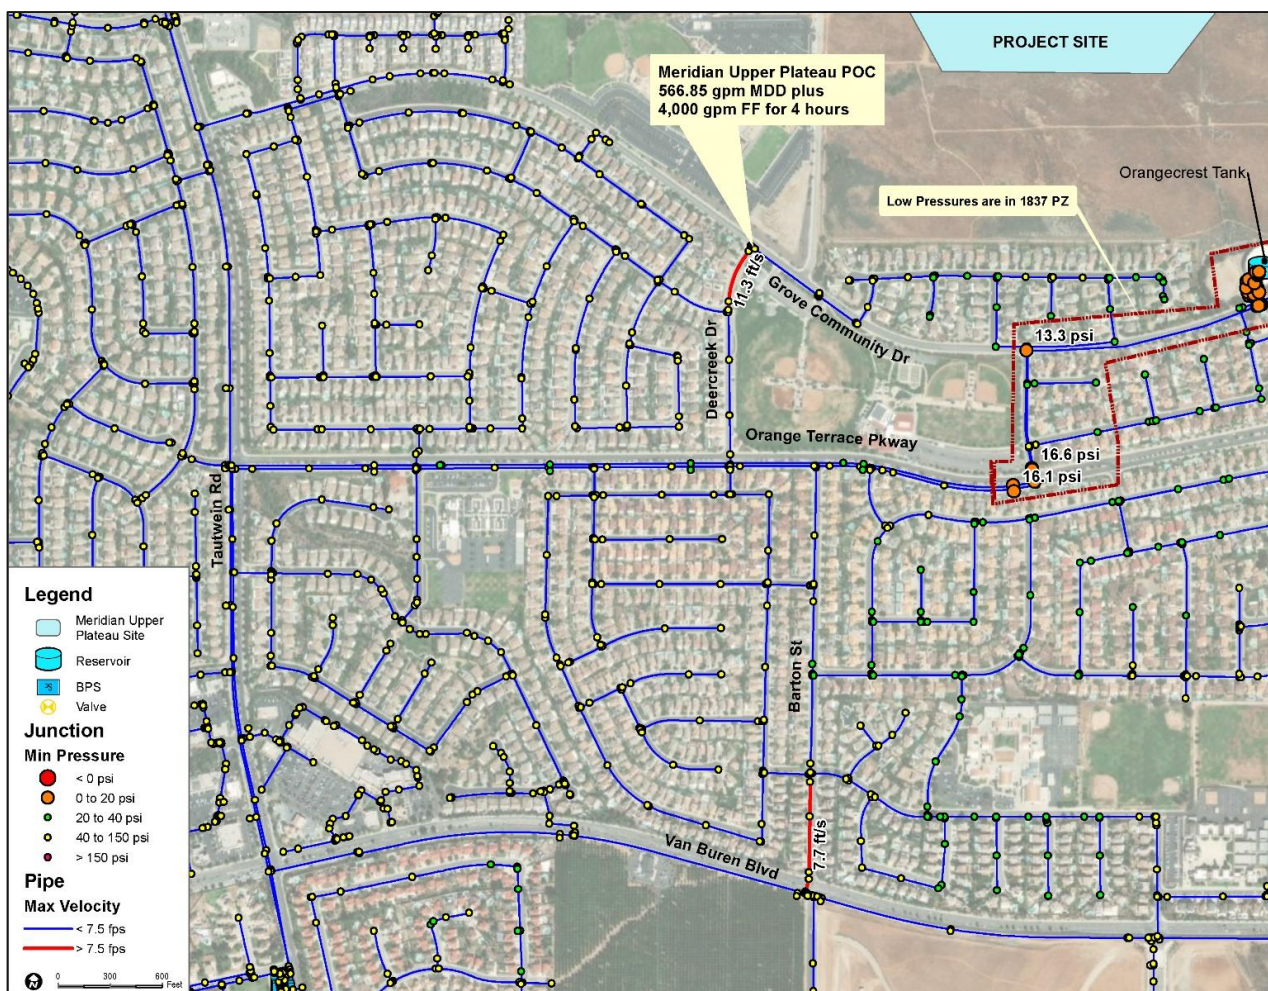 PROJECT SITE
Meridian Upper Plateau POC
566.85 gpm MDD plus
4,000 gpm FF for 4 hours
Orangecrest Tank
Low Pressures are in 1837 PZ
11.3 ft/s
Grove Community Dr
13.3 psi
Deercreek Dr
Orange Terrace Pkway
16.6 psi
16.1 psi
Tautwein Rd
Barton St
Van Buren Blvd
7.7 ft/s
Legend
Meridian Upper
Plateau Site
Reservoir
PS
BPS
Valve
Junction
Min Pressure
< 0 psi
0 to 20 psi
20 to 40 psi
40 to 150 psi
> 150 psi
Pipe
Max Velocity
< 7.5 fps
> 7.5 fps
0 300 600
Feet